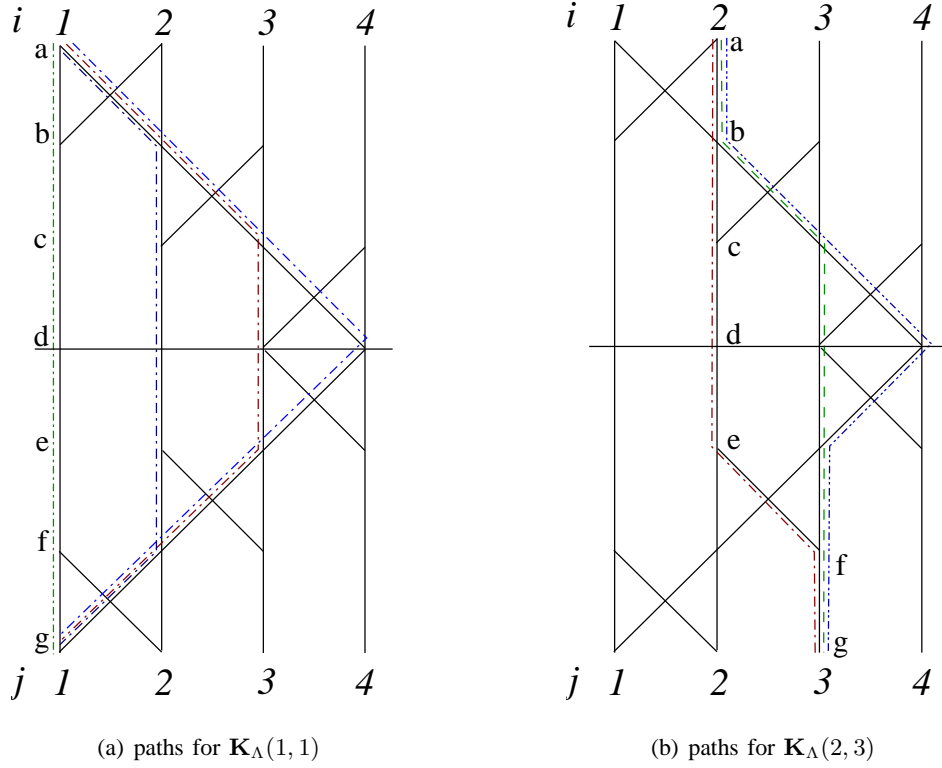 i 1 2 3 4
a
b
c
d
e
f
g
j 1 2 3 4
(a) paths for K_Λ(1, 1)
i 1 2 3 4
a
b
c
d
e
f
g
j 1 2 3 4
(b) paths for K_Λ(2, 3)